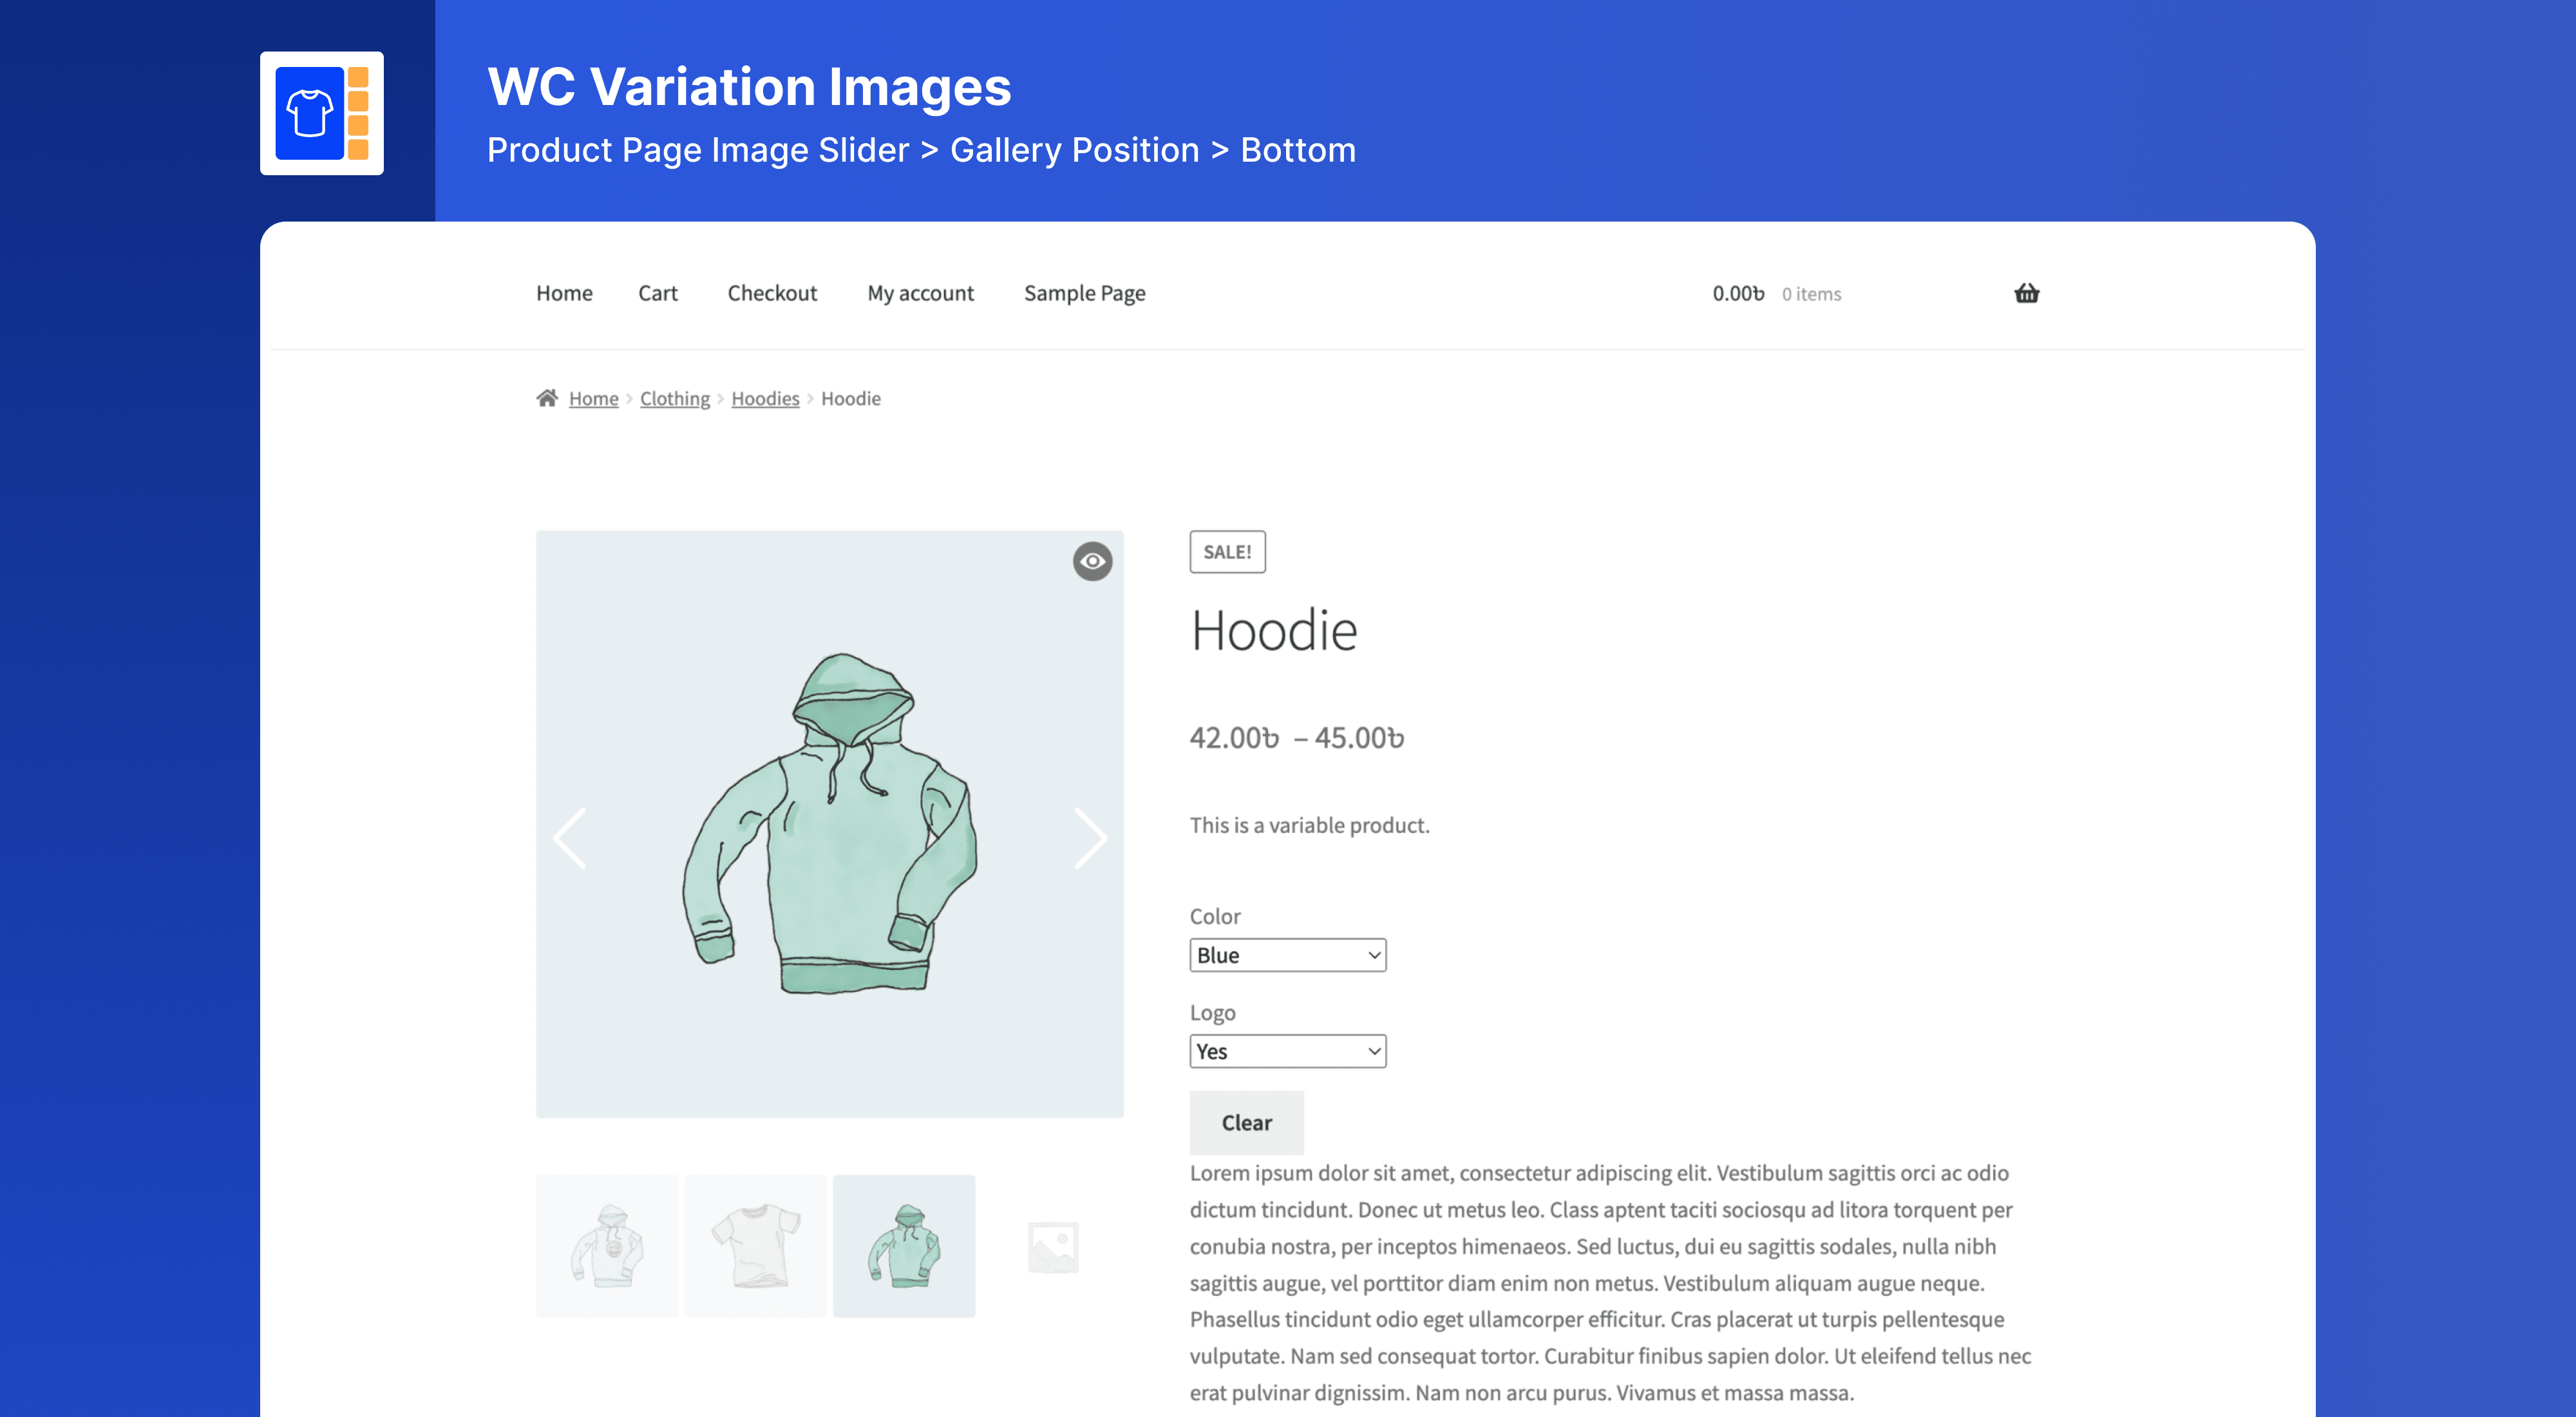 WC Variation Images
Product Page Image Slider > Gallery Position > Bottom
Home Cart Checkout My account Sample Page 0.00৳ 0 items
Home > Clothing > Hoodies > Hoodie
SALE!
Hoodie
42.00৳ – 45.00৳
This is a variable product.
Color
Blue
Logo
Yes
Clear
Lorem ipsum dolor sit amet, consectetur adipiscing elit. Vestibulum sagittis orci ac odio
dictum tincidunt. Donec ut metus leo. Class aptent taciti sociosqu ad litora torquent per
conubia nostra, per inceptos himenaeos. Sed luctus, dui eu sagittis sodales, nulla nibh
sagittis augue, vel porttitor diam enim non metus. Vestibulum aliquam augue neque.
Phasellus tincidunt odio eget ullamcorper efficitur. Cras placerat ut turpis pellentesque
vulputate. Nam sed consequat tortor. Curabitur finibus sapien dolor. Ut eleifend tellus nec
erat pulvinar dignissim. Nam non arcu purus. Vivamus et massa massa.